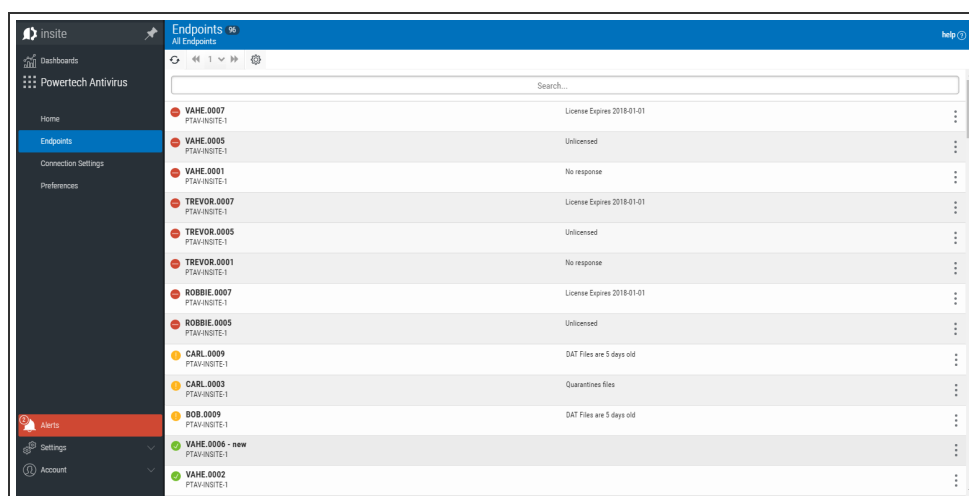 insite
Dashboards
Powertech Antivirus
Home
Endpoints
Connection Settings
Preferences
2
Alerts
Settings
Account
Endpoints 96
All Endpoints
help ?
1
Search...
VAHE.0007
License Expires 2018-01-01
PTAV-INSITE-1
VAHE.0005
Unlicensed
PTAV-INSITE-1
VAHE.0001
No response
PTAV-INSITE-1
TREVOR.0007
License Expires 2018-01-01
PTAV-INSITE-1
TREVOR.0005
Unlicensed
PTAV-INSITE-1
TREVOR.0001
No response
PTAV-INSITE-1
ROBBIE.0007
License Expires 2018-01-01
PTAV-INSITE-1
ROBBIE.0005
Unlicensed
PTAV-INSITE-1
CARL.0009
DAT Files are 5 days old
PTAV-INSITE-1
CARL.0003
Quarantines files
PTAV-INSITE-1
BOB.0009
DAT Files are 5 days old
PTAV-INSITE-1
VAHE.0006 - new
PTAV-INSITE-1
VAHE.0002
PTAV-INSITE-1